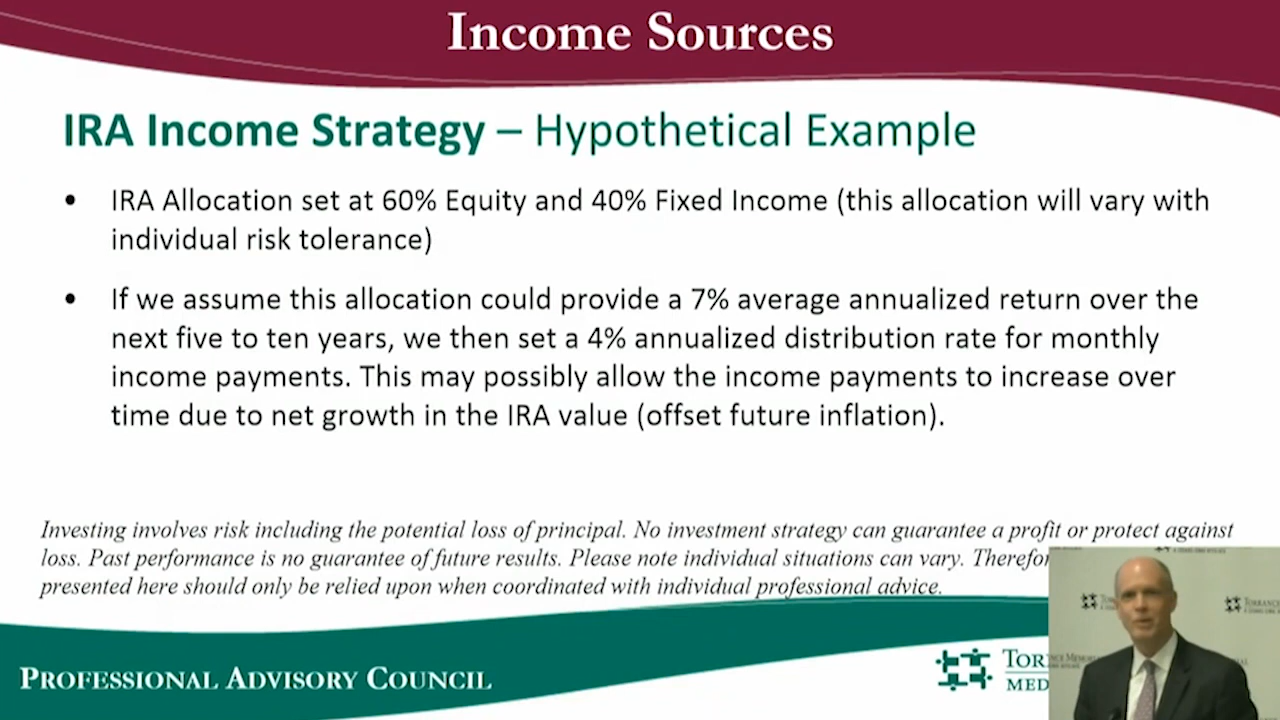 Income Sources
IRA Income Strategy – Hypothetical Example
• IRA Allocation set at 60% Equity and 40% Fixed Income (this allocation will vary with
individual risk tolerance)
• If we assume this allocation could provide a 7% average annualized return over the
next five to ten years, we then set a 4% annualized distribution rate for monthly
income payments. This may possibly allow the income payments to increase over
time due to net growth in the IRA value (offset future inflation).
Investing involves risk including the potential loss of principal. No investment strategy can guarantee a profit or protect against
loss. Past performance is no guarantee of future results. Please note individual situations can vary. Therefor
presented here should only be relied upon when coordinated with individual professional advice.
PROFESSIONAL ADVISORY COUNCIL
TOR
MED